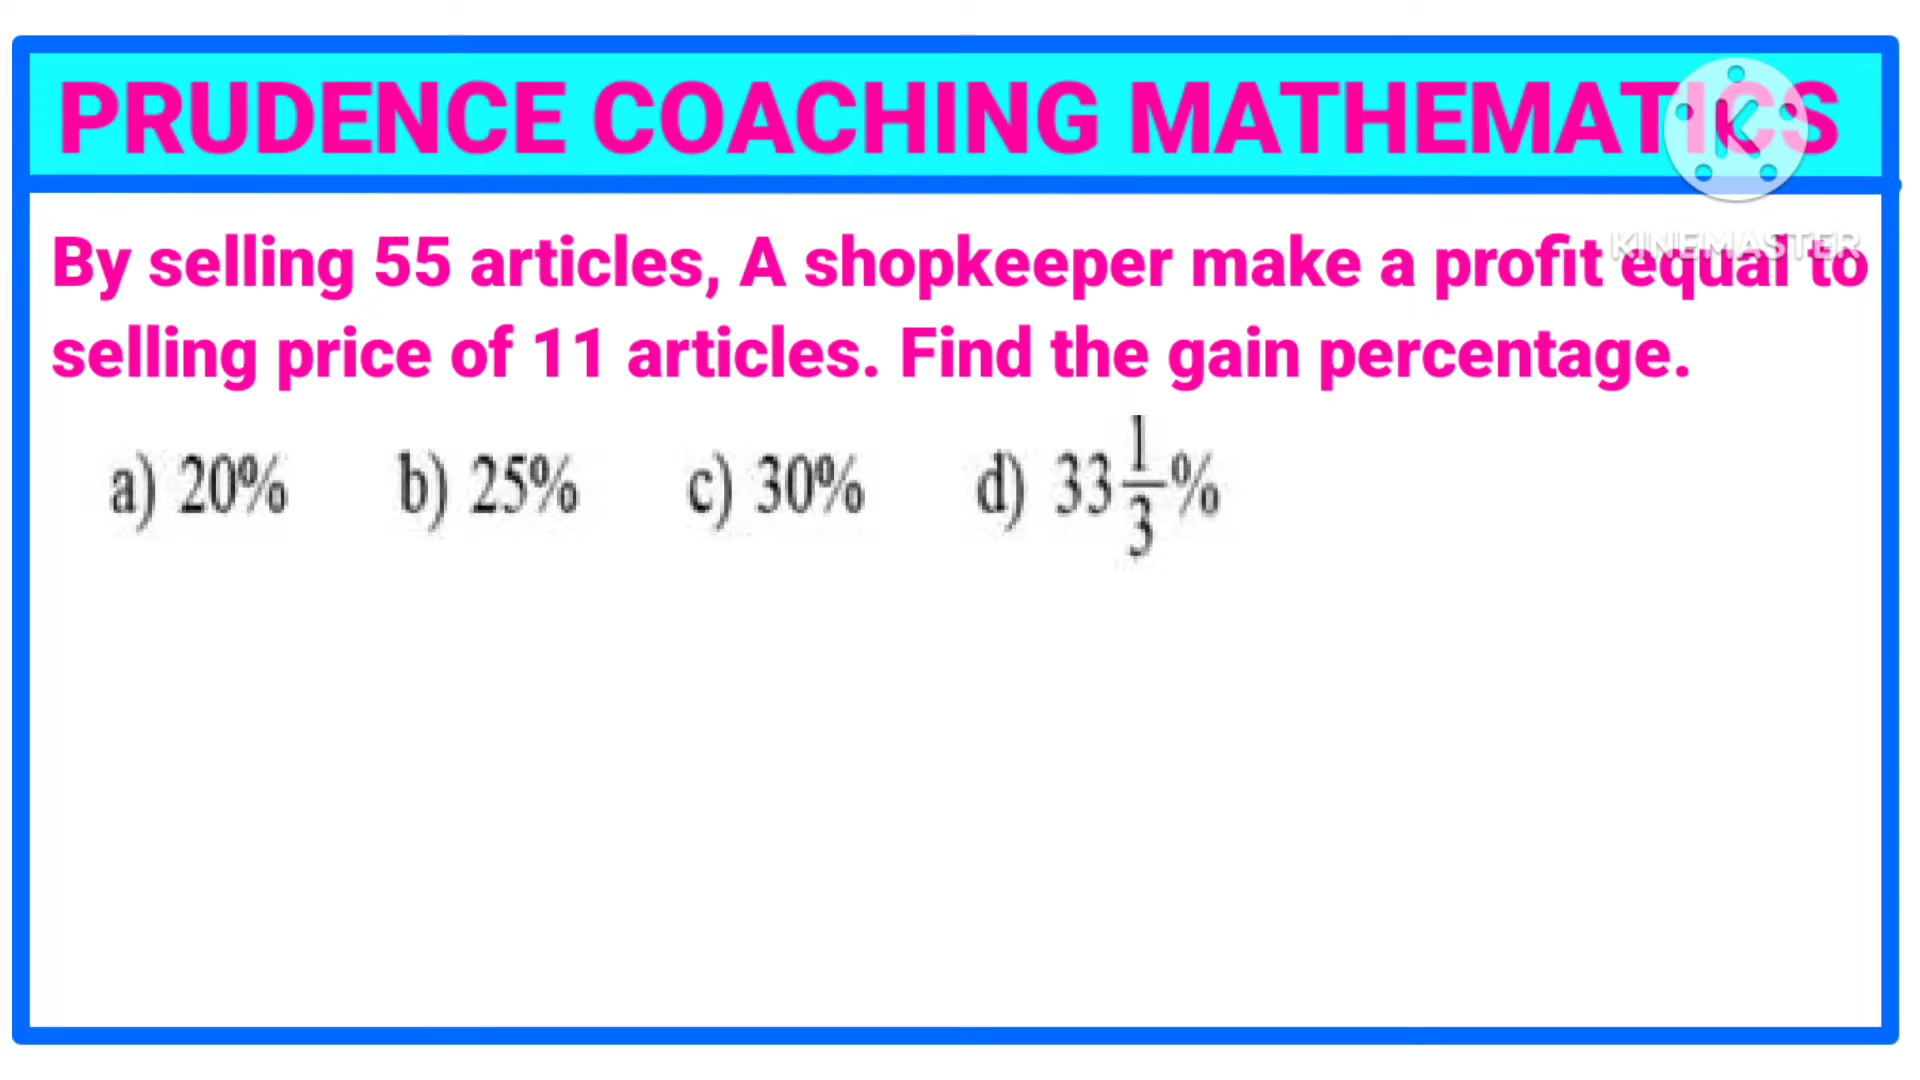 PRUDENCE COACHING MATHEMATICS
KINEMASTER
By selling 55 articles, A shopkeeper make a profit equal to
selling price of 11 articles. Find the gain percentage.
a) 20% b) 25% c) 30% d) 33 1/3 %